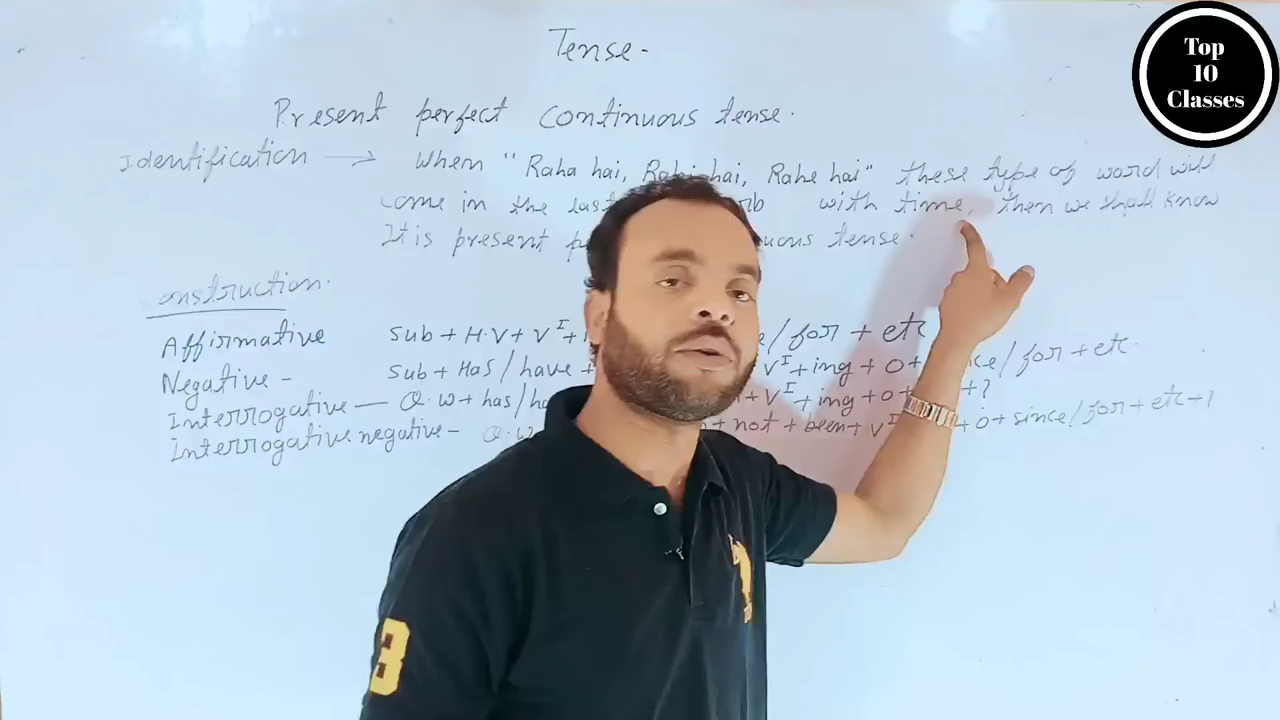 Tense -
Present perfect continuous tense.
Identification → When "Raha hai, Rahi hai, Rahe hai" these type of word will
come in the last with time, then we shall know
It is present tense.
onstruction.
Affirmative sub + H.V + V I + /for + etc
Negative - sub + Has/have + V I + ing + o + /for + etc.
Interrogative — Q.w + has/ + V I + ing + o + + ?
Interrogative negative - Q.w + not + been + V + o + since/for + etc + ?
Top
10
Classes
3